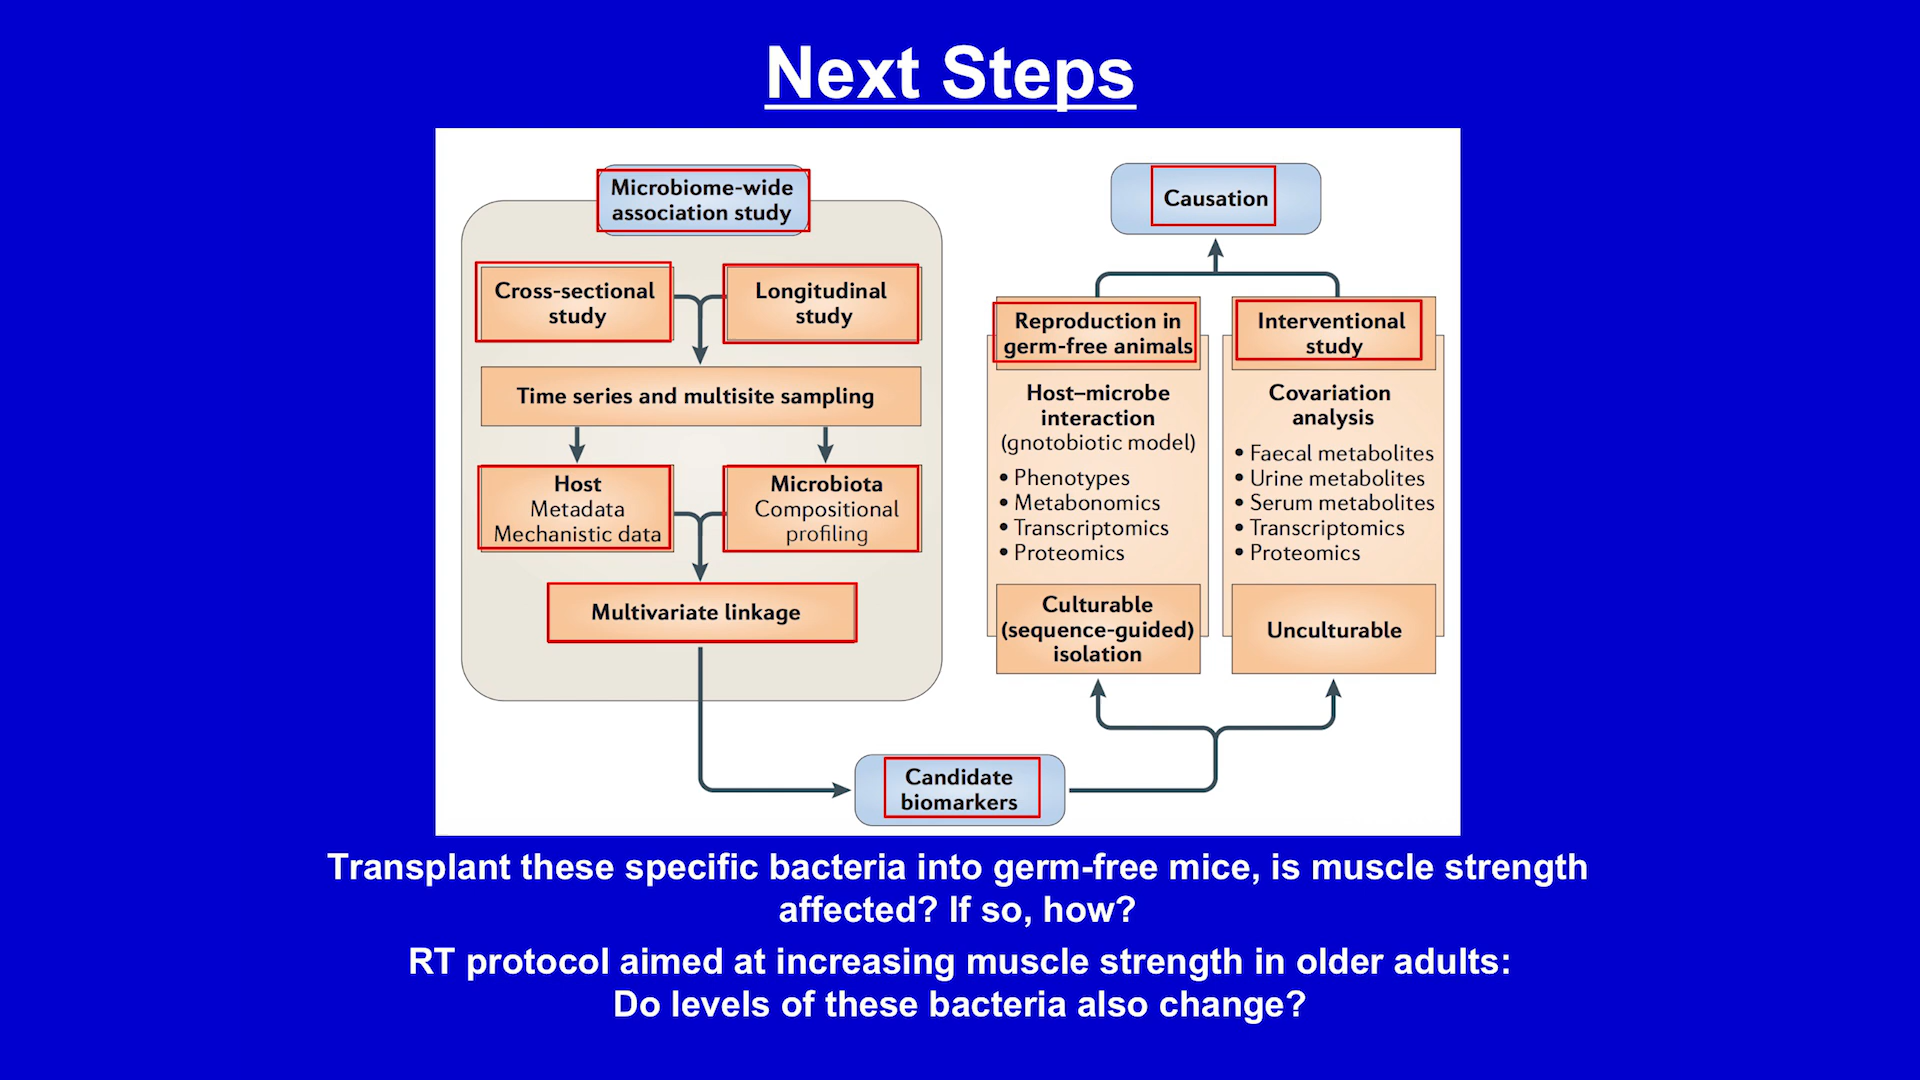 Next Steps
Microbiome-wide
association study
Cross-sectional
study
Longitudinal
study
Time series and multisite sampling
Host
Metadata
Mechanistic data
Microbiota
Compositional
profiling
Multivariate linkage
Candidate
biomarkers
Causation
Reproduction in
germ-free animals
Host–microbe
interaction
(gnotobiotic model)
• Phenotypes
• Metabonomics
• Transcriptomics
• Proteomics
Culturable
(sequence-guided)
isolation
Interventional
study
Covariation
analysis
• Faecal metabolites
• Urine metabolites
• Serum metabolites
• Transcriptomics
• Proteomics
Unculturable
Transplant these specific bacteria into germ-free mice, is muscle strength
affected? If so, how?
RT protocol aimed at increasing muscle strength in older adults:
Do levels of these bacteria also change?